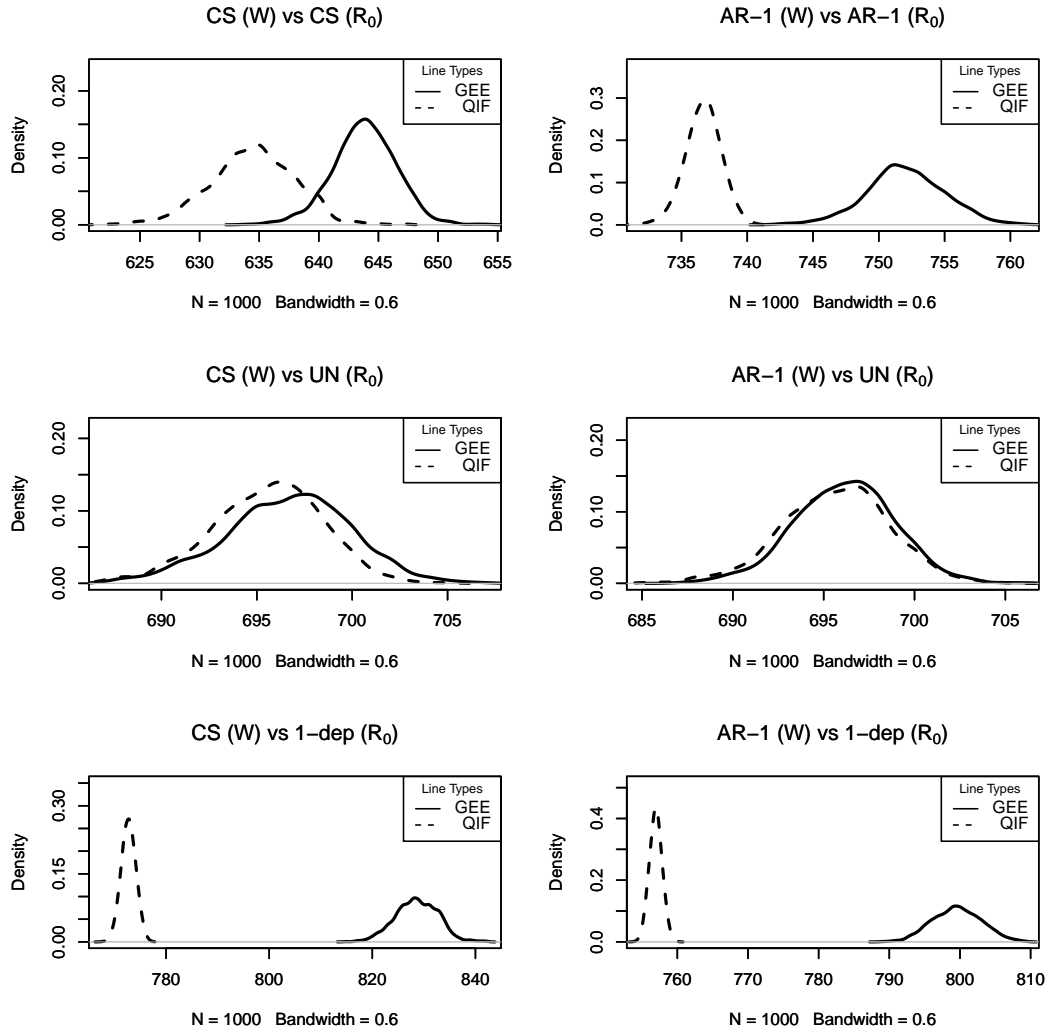 CS (W) vs CS (R₀)
Density
0.00 0.10 0.20
Line Types
GEE
QIF
625 630 635 640 645 650 655
N = 1000 Bandwidth = 0.6
AR−1 (W) vs AR−1 (R₀)
Density
0.0 0.1 0.2 0.3
Line Types
GEE
QIF
735 740 745 750 755 760
N = 1000 Bandwidth = 0.6
CS (W) vs UN (R₀)
Density
0.00 0.10 0.20
Line Types
GEE
QIF
690 695 700 705
N = 1000 Bandwidth = 0.6
AR−1 (W) vs UN (R₀)
Density
0.00 0.10 0.20
Line Types
GEE
QIF
685 690 695 700 705
N = 1000 Bandwidth = 0.6
CS (W) vs 1−dep (R₀)
Density
0.00 0.15 0.30
Line Types
GEE
QIF
780 800 820 840
N = 1000 Bandwidth = 0.6
AR−1 (W) vs 1−dep (R₀)
Density
0.0 0.2 0.4
Line Types
GEE
QIF
760 770 780 790 800 810
N = 1000 Bandwidth = 0.6